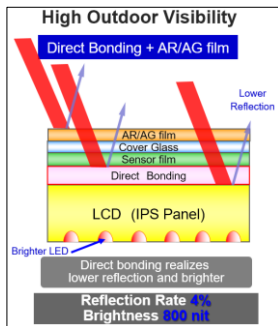 High Outdoor Visibility
Direct Bonding + AR/AG film
Lower
Reflection
AR/AG film
Cover Glass
Sensor film
Direct Bonding
LCD (IPS Panel)
Brighter LED
Direct bonding realizes
lower reflection and brighter
Reflection Rate 4%
Brightness 800 nit